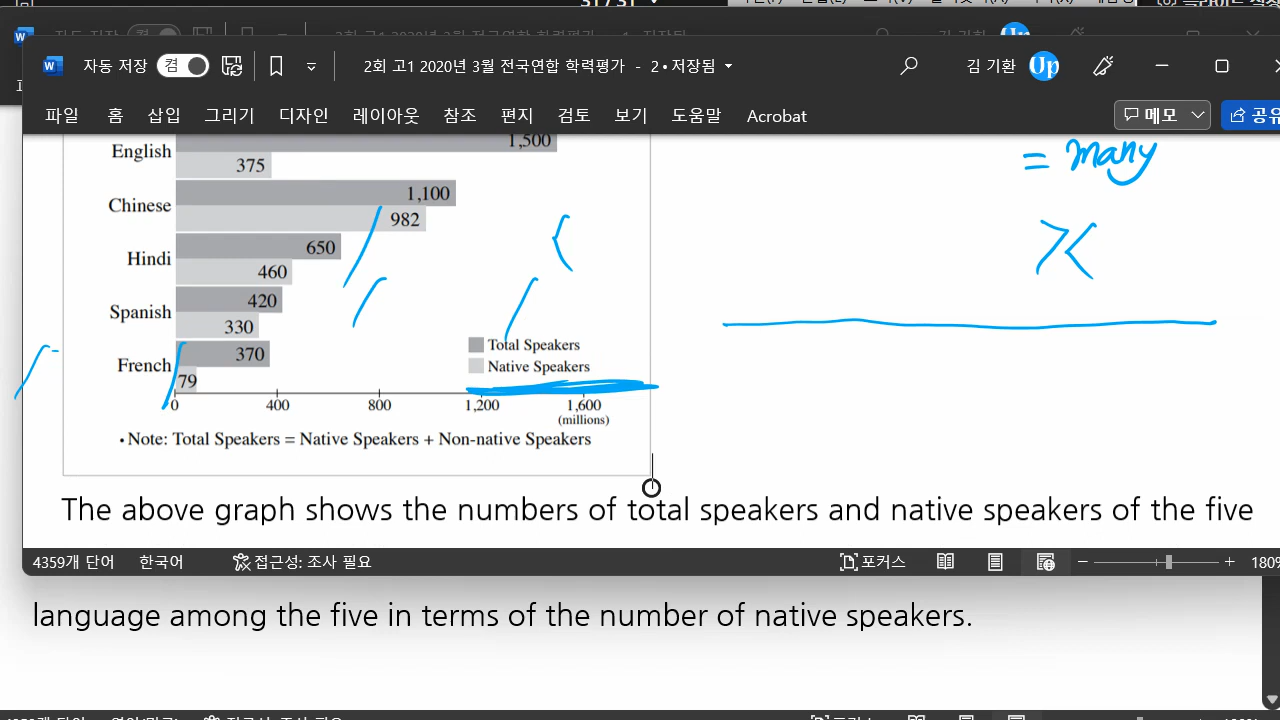 31 / 31
자동 저장 켬 2회 고1 2020년 3월 전국연합 학력평가 - 2 • 저장됨 김 기환 Up
파일 홈 삽입 그리기 디자인 레이아웃 참조 편지 검토 보기 도움말 Acrobat 메모 공유
English 1,500
375
Chinese 1,100
982
Hindi 650
460
Spanish 420
330
French 370
79
Total Speakers
Native Speakers
0 400 800 1,200 1,600
(millions)
• Note: Total Speakers = Native Speakers + Non-native Speakers
= many
The above graph shows the numbers of total speakers and native speakers of the five
4359개 단어 한국어 접근성: 조사 필요 포커스 180%
language among the five in terms of the number of native speakers.